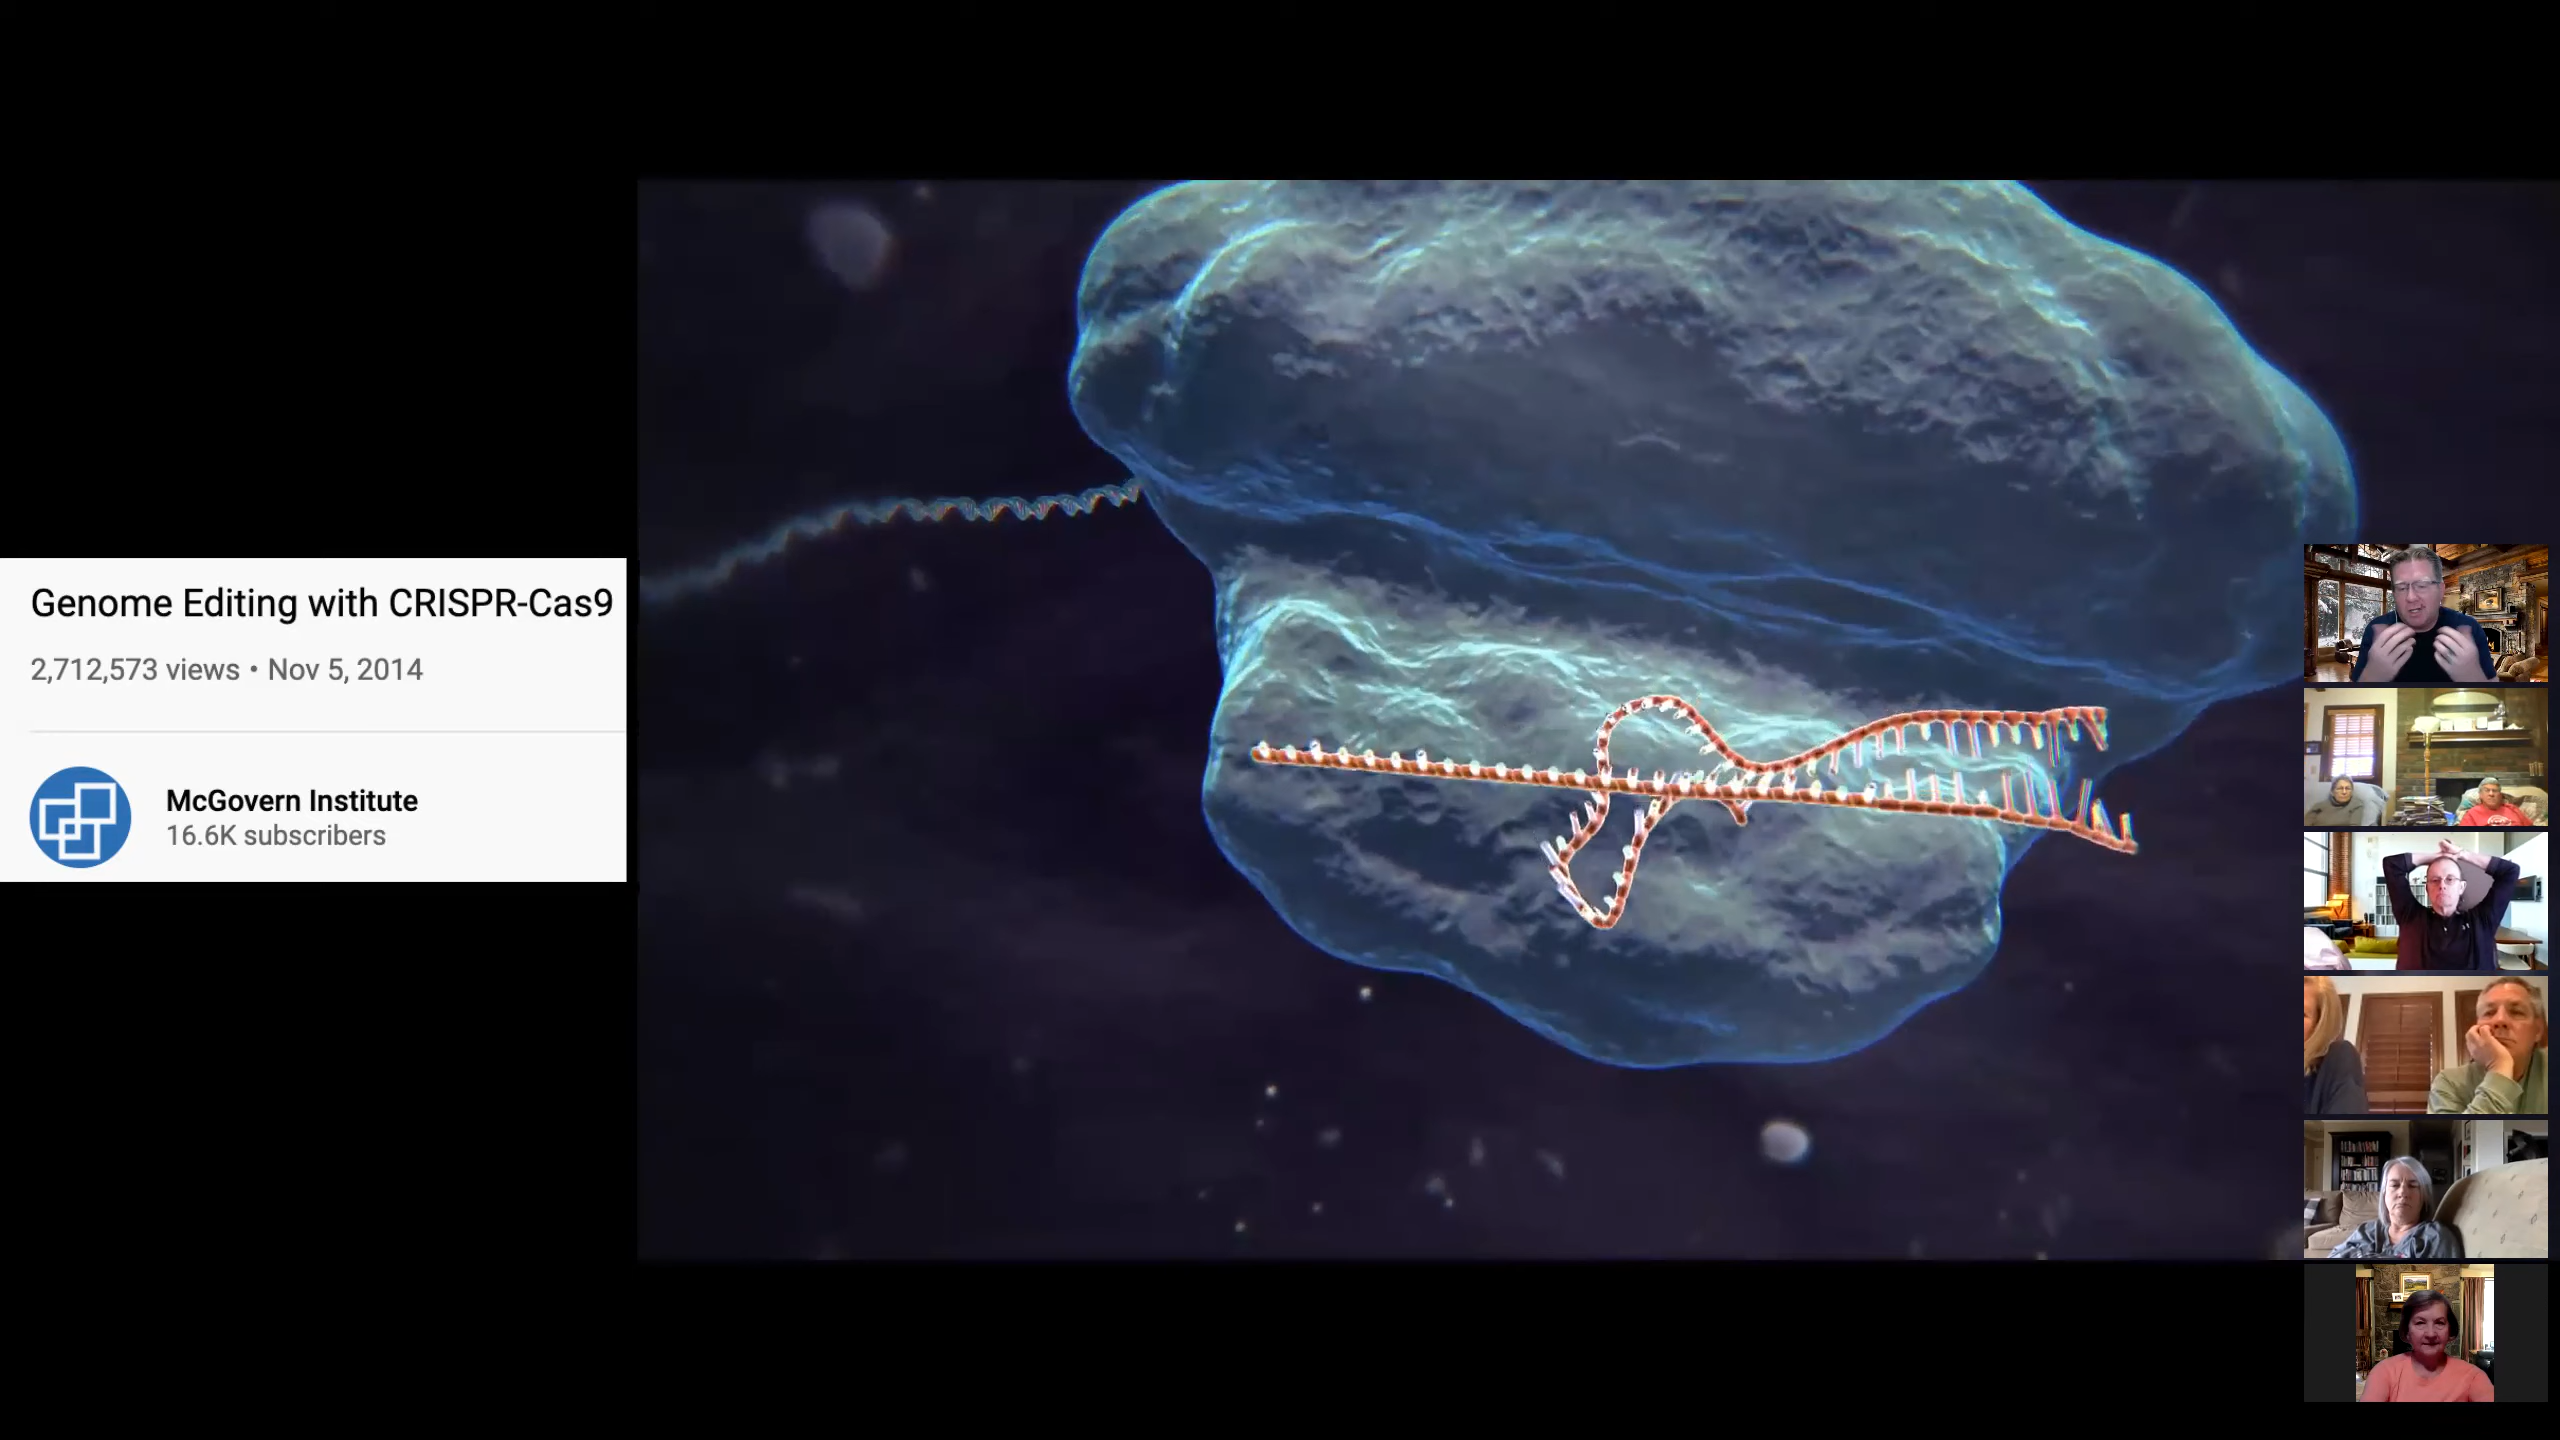 Genome Editing with CRISPR-Cas9
2,712,573 views • Nov 5, 2014
McGovern Institute
16.6K subscribers